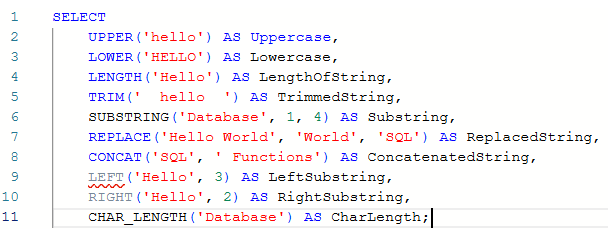 1 SELECT
2 UPPER('hello') AS Uppercase,
3 LOWER('HELLO') AS Lowercase,
4 LENGTH('Hello') AS LengthOfString,
5 TRIM('  hello  ') AS TrimmedString,
6 SUBSTRING('Database', 1, 4) AS Substring,
7 REPLACE('Hello World', 'World', 'SQL') AS ReplacedString,
8 CONCAT('SQL', ' Functions') AS ConcatenatedString,
9 LEFT('Hello', 3) AS LeftSubstring,
10 RIGHT('Hello', 2) AS RightSubstring,
11 CHAR_LENGTH('Database') AS CharLength;